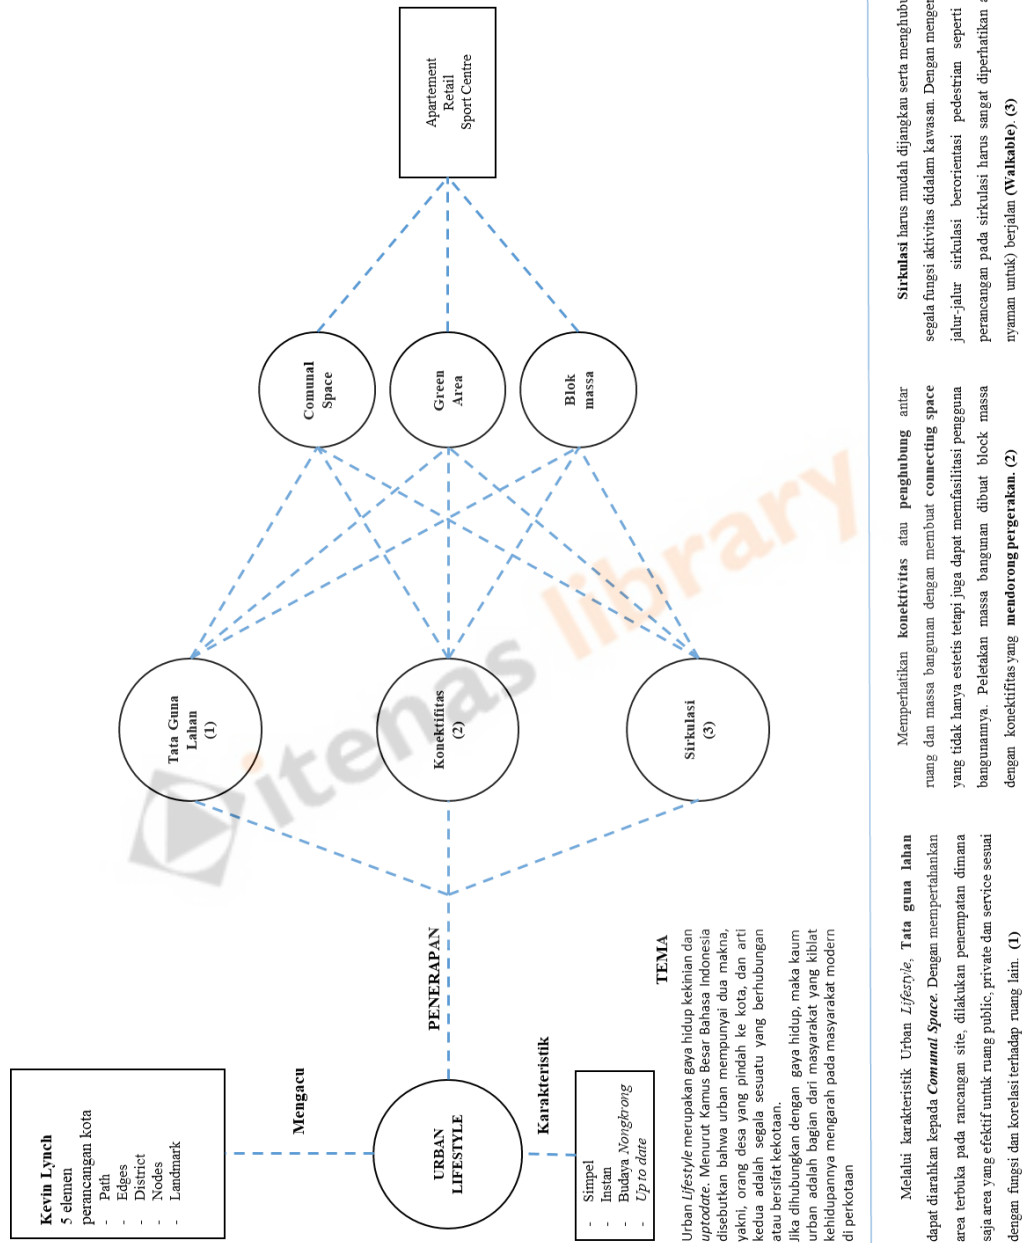 Kevin Lynch
5 elemen
perancangan kota
- Path
- Edges
- District
- Nodes
- Landmark
Mengacu
URBAN
LIFESTYLE
PENERAPAN
Karakteristik
- Simpel
- Instan
- Budaya Nongkrong
- Up to date
TEMA
Urban Lifestyle merupakan gaya hidup kekinian dan
uptodate. Menurut Kamus Besar Bahasa Indonesia
disebutkan bahwa urban mempunyai dua makna,
yakni, orang desa yang pindah ke kota, dan arti
kedua adalah segala sesuatu yang berhubungan
atau bersifat kekotaan.
Jika dihubungkan dengan gaya hidup, maka kaum
urban adalah bagian dari masyarakat yang kiblat
kehidupannya mengarah pada masyarakat modern
di perkotaan
Tata Guna
Lahan
(1)
Konektifitas
(2)
Sirkulasi
(3)
Comunal
Space
Green
Area
Blok
massa
Apartement
Retail
Sport Centre
itenas library
Melalui karakteristik Urban Lifestyle, Tata guna lahan
dapat diarahkan kepada Comunal Space. Dengan mempertahankan
area terbuka pada rancangan site, dilakukan penempatan dimana
saja area yang efektif untuk ruang public, private dan service sesuai
dengan fungsi dan korelasi terhadap ruang lain. (1)
Memperhatikan konektivitas atau penghubung antar
ruang dan massa bangunan dengan membuat connecting space
yang tidak hanya estetis tetapi juga dapat memfasilitasi pengguna
bangunannya. Peletakan massa bangunan dibuat block massa
dengan konektifitas yang mendorong pergerakan. (2)
Sirkulasi harus mudah dijangkau serta menghubu
segala fungsi aktivitas didalam kawasan. Dengan menger
jalur-jalur sirkulasi berorientasi pedestrian seperti
perancangan pada sirkulasi harus sangat diperhatikan a
nyaman untuk) berjalan (Walkable). (3)